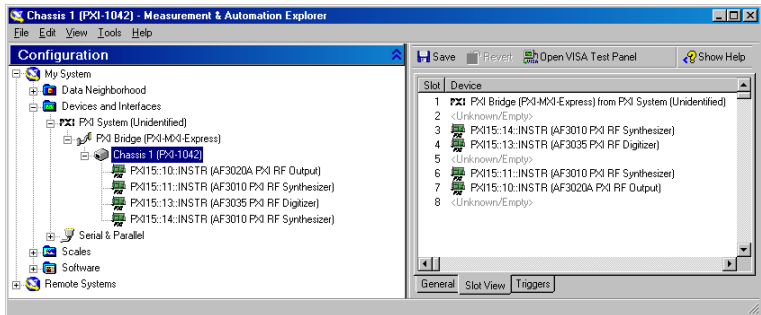 Chassis 1 (PXI-1042) - Measurement & Automation Explorer
File Edit View Tools Help
Configuration
My System
Data Neighborhood
Devices and Interfaces
PXI PXI System (Unidentified)
PXI Bridge (PXI-MXI-Express)
Chassis 1 (PXI-1042)
PXI15::10::INSTR (AF3020A PXI RF Output)
PXI15::11::INSTR (AF3010 PXI RF Synthesizer)
PXI15::13::INSTR (AF3035 PXI RF Digitizer)
PXI15::14::INSTR (AF3010 PXI RF Synthesizer)
Serial & Parallel
Scales
Software
Remote Systems
Save Revert Open VISA Test Panel Show Help
Slot Device
1 PXI PXI Bridge (PXI-MXI-Express) from PXI System (Unidentified)
2 <Unknown/Empty>
3 PXI15::14::INSTR (AF3010 PXI RF Synthesizer)
4 PXI15::13::INSTR (AF3035 PXI RF Digitizer)
5 <Unknown/Empty>
6 PXI15::11::INSTR (AF3010 PXI RF Synthesizer)
7 PXI15::10::INSTR (AF3020A PXI RF Output)
8 <Unknown/Empty>
General Slot View Triggers